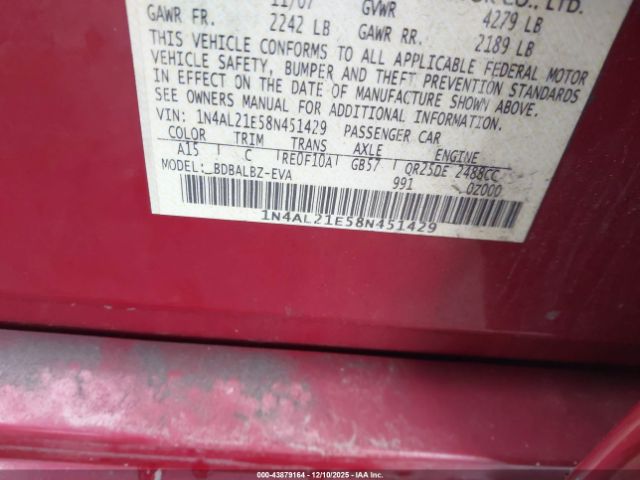 11/07 GVWR CO., LTD.
GAWR FR. 2242 LB 4279 LB
GAWR RR. 2189 LB
THIS VEHICLE CONFORMS TO ALL APPLICABLE FEDERAL MOTOR
VEHICLE SAFETY, BUMPER AND THEFT PREVENTION STANDARDS
IN EFFECT ON THE DATE OF MANUFACTURE SHOWN ABOVE.
SEE OWNERS MANUAL FOR ADDITIONAL INFORMATION.
VIN: 1N4AL21E58N451429 PASSENGER CAR
COLOR TRIM TRANS AXLE ENGINE
A15 C RE0F10A GB57 QR25DE 2488CC
MODEL: BDBALBZ-EVA 991 0Z000
1N4AL21E58N451429
000-43879164 - 12/10/2025 - IAA Inc.